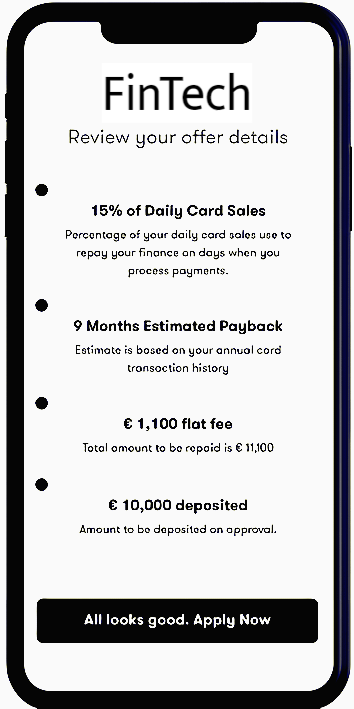 FinTech
Review your offer details
15% of Daily Card Sales
Percentage of your daily card sales use to
repay your finance on days when you
process payments.
9 Months Estimated Payback
Estimate is based on your annual card
transaction history
€ 1,100 flat fee
Total amount to be repaid is € 11,100
€ 10,000 deposited
Amount to be deposited on approval.
All looks good. Apply Now